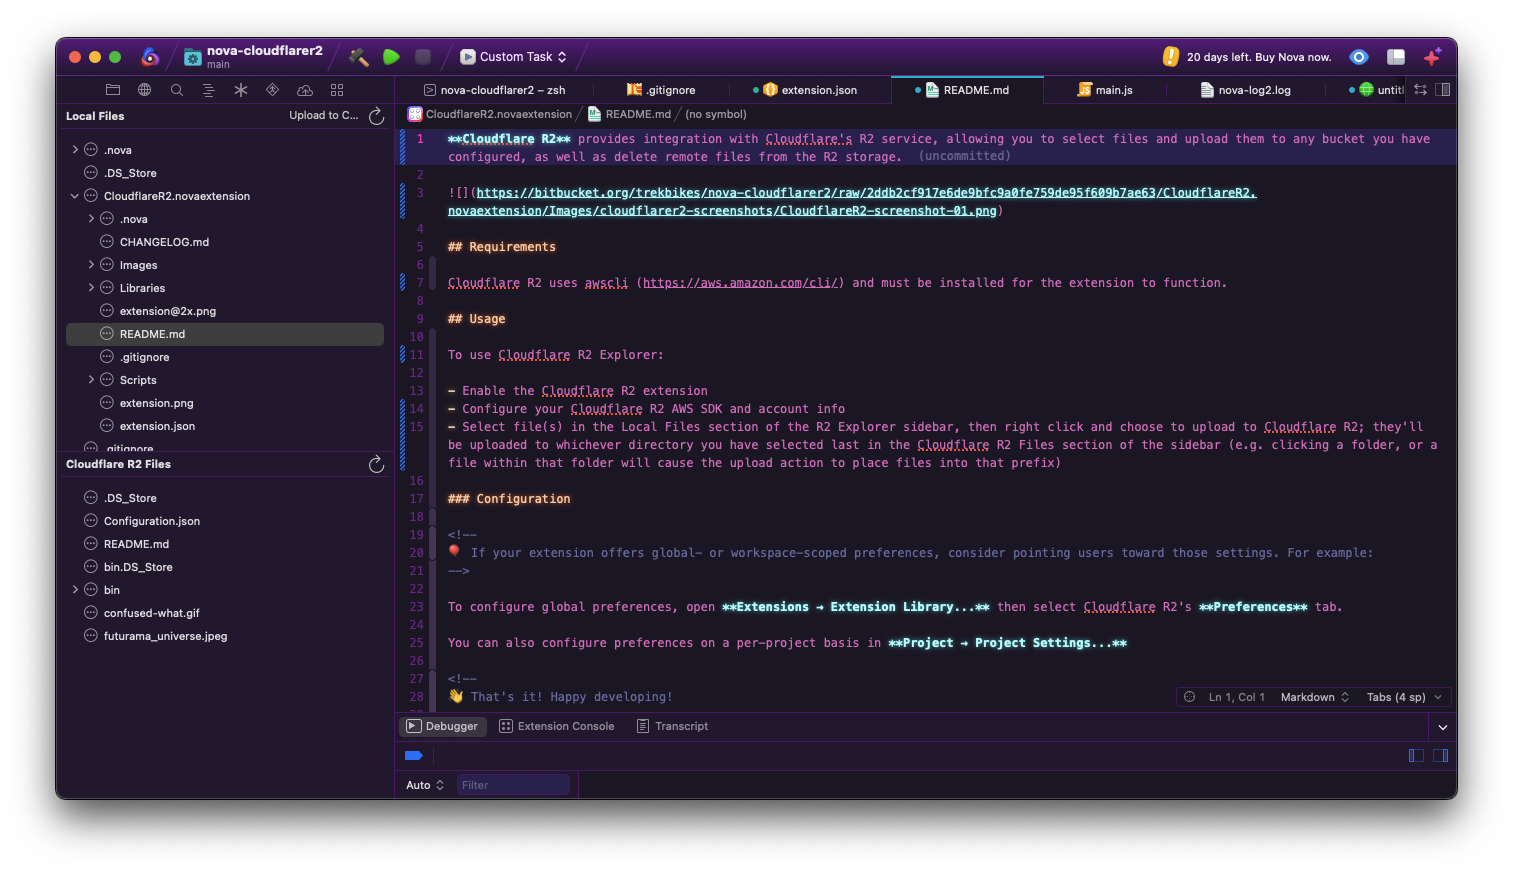 nova-cloudflarer2
main
Custom Task
20 days left. Buy Nova now.
nova-cloudflarer2 – zsh
.gitignore
extension.json
README.md
main.js
nova-log2.log
untitl
Local Files
Upload to C...
.nova
.DS_Store
CloudflareR2.novaextension
.nova
CHANGELOG.md
Images
Libraries
extension@2x.png
README.md
.gitignore
Scripts
extension.png
extension.json
.gitignore
Cloudflare R2 Files
.DS_Store
Configuration.json
README.md
bin.DS_Store
bin
confused-what.gif
futurama_universe.jpeg
CloudflareR2.novaextension / README.md / (no symbol)
1 **Cloudflare R2** provides integration with Cloudflare's R2 service, allowing you to select files and upload them to any bucket you have
configured, as well as delete remote files from the R2 storage. (uncommitted)
2
3 ![](https://bitbucket.org/trekbikes/nova-cloudflarer2/raw/2ddb2cf917e6de9bfc9a0fe759de95f609b7ae63/CloudflareR2.
novaextension/Images/cloudflarer2-screenshots/CloudflareR2-screenshot-01.png)
4
5 ## Requirements
6
7 Cloudflare R2 uses awscli (https://aws.amazon.com/cli/) and must be installed for the extension to function.
8
9 ## Usage
10
11 To use Cloudflare R2 Explorer:
12
13 - Enable the Cloudflare R2 extension
14 - Configure your Cloudflare R2 AWS SDK and account info
15 - Select file(s) in the Local Files section of the R2 Explorer sidebar, then right click and choose to upload to Cloudflare R2; they'll
be uploaded to whichever directory you have selected last in the Cloudflare R2 Files section of the sidebar (e.g. clicking a folder, or a
file within that folder will cause the upload action to place files into that prefix)
16
17 ### Configuration
18
19 <!--
20 🎈 If your extension offers global- or workspace-scoped preferences, consider pointing users toward those settings. For example:
21 -->
22
23 To configure global preferences, open **Extensions → Extension Library...** then select Cloudflare R2's **Preferences** tab.
24
25 You can also configure preferences on a per-project basis in **Project → Project Settings...**
26
27 <!--
28 👋 That's it! Happy developing!
Ln 1, Col 1
Markdown
Tabs (4 sp)
Debugger
Extension Console
Transcript
Auto
Filter